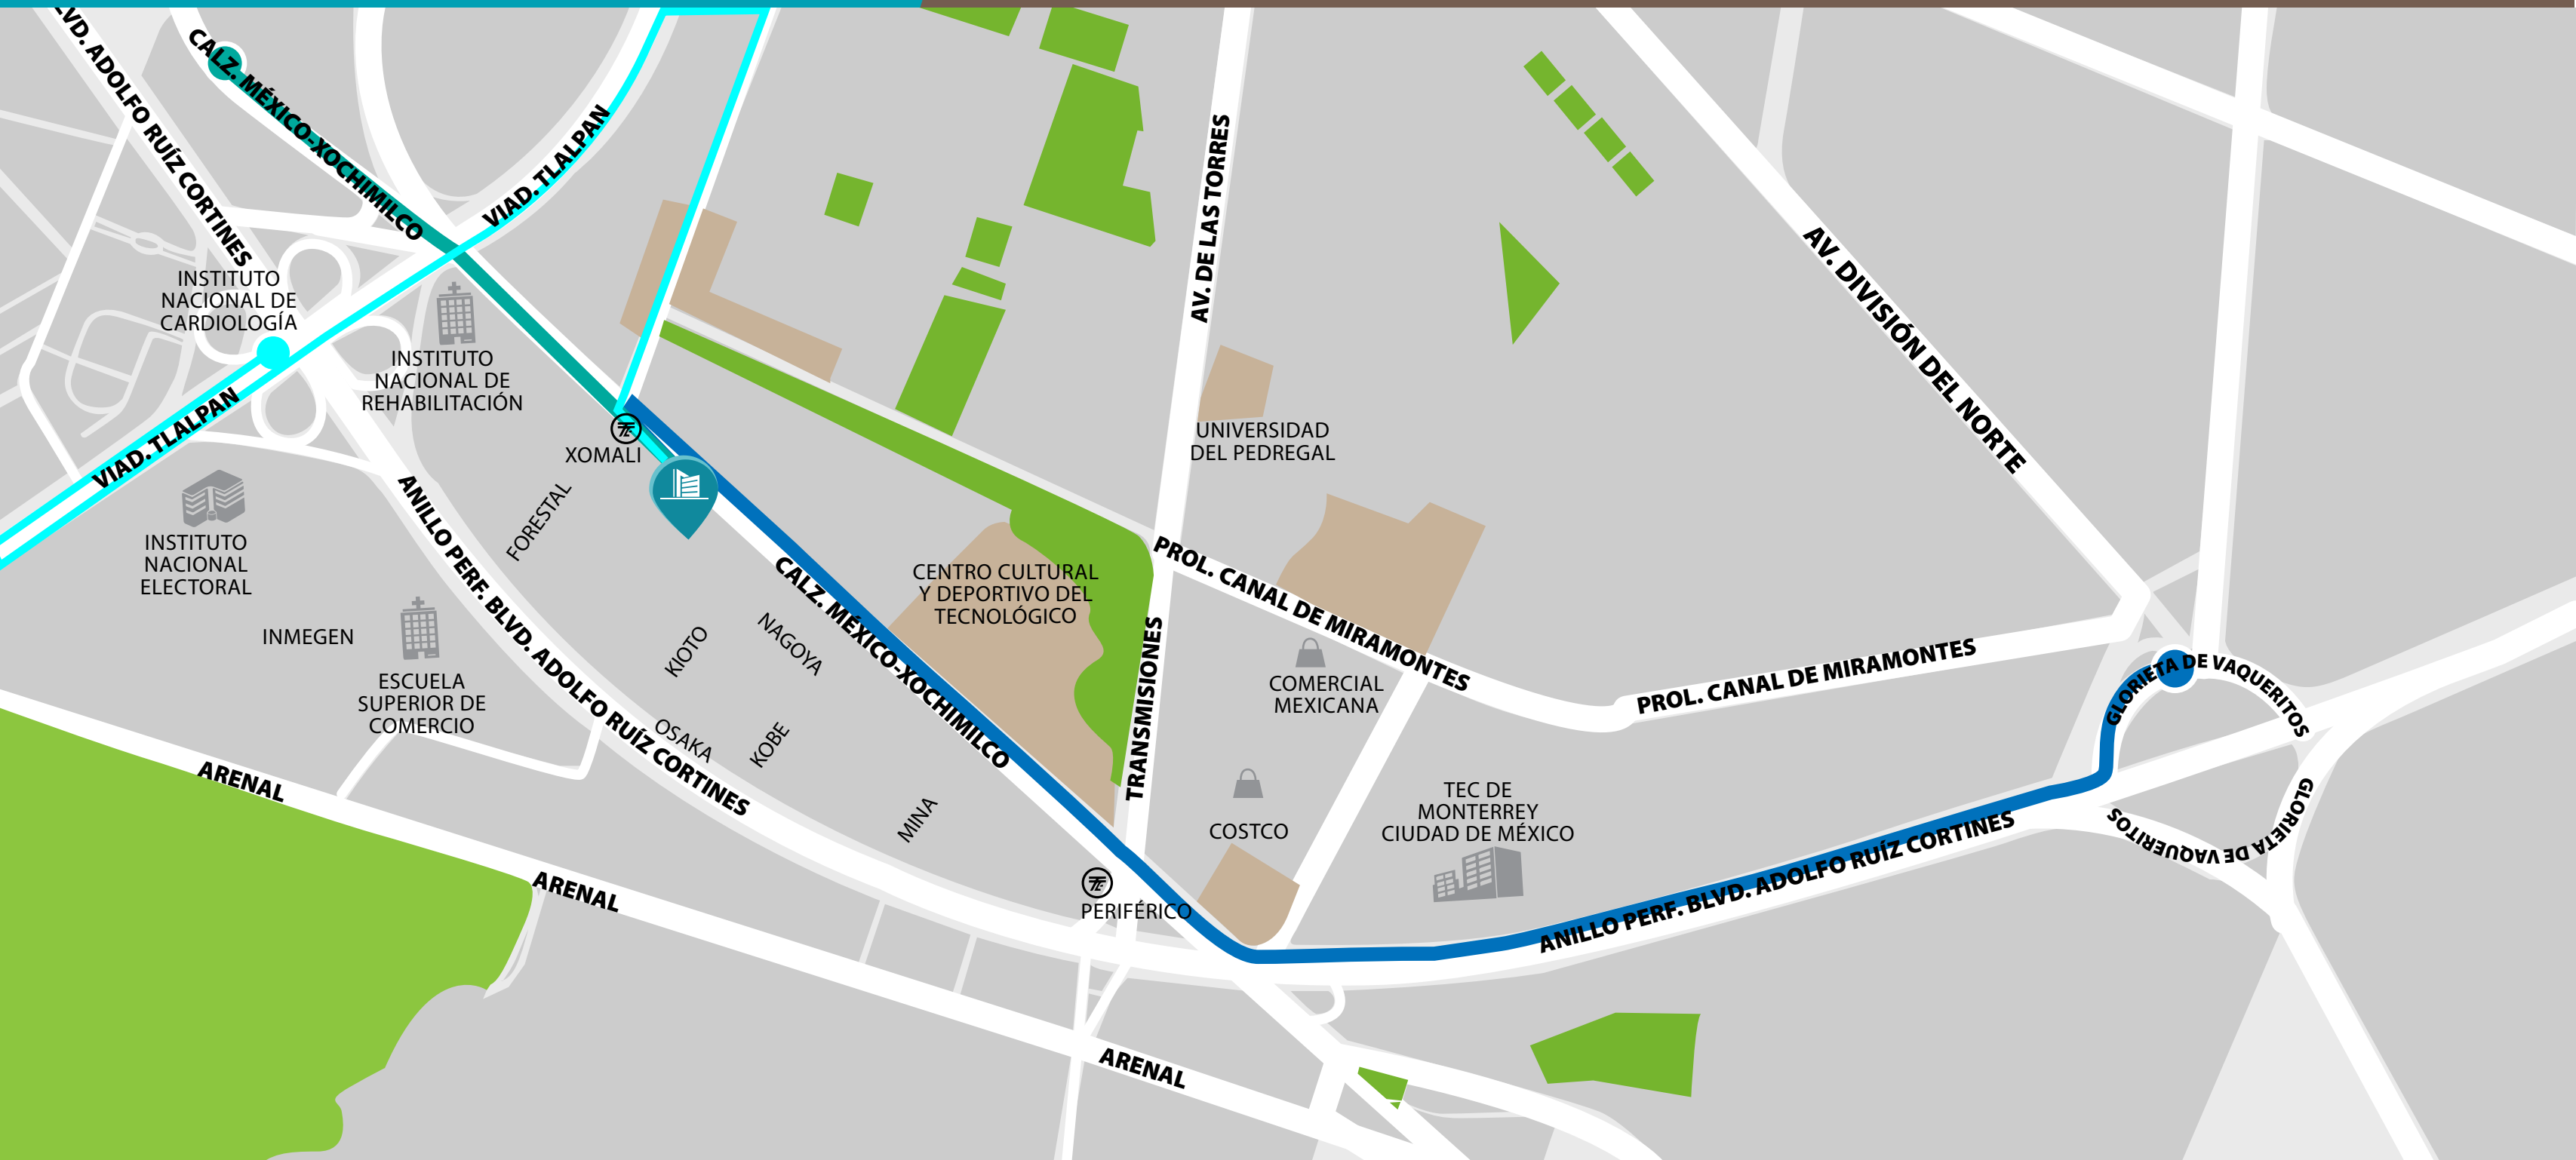 LVD. ADOLFO RUÍZ CORTINES
CALZ. MÉXICO-XOCHIMILCO
VIAD. TLALPAN
AV. DE LAS TORRES
AV. DIVISIÓN DEL NORTE
INSTITUTO
NACIONAL DE
CARDIOLOGÍA
INSTITUTO
NACIONAL DE
REHABILITACIÓN
VIAD. TLALPAN
XOMALI
UNIVERSIDAD
DEL PEDREGAL
FORESTAL
INSTITUTO
NACIONAL
ELECTORAL
ANILLO PERF. BLVD. ADOLFO RUÍZ CORTINES
CALZ. MÉXICO-XOCHIMILCO
CENTRO CULTURAL
Y DEPORTIVO DEL
TECNOLÓGICO
PROL. CANAL DE MIRAMONTES
PROL. CANAL DE MIRAMONTES
GLORIETA DE VAQUERITOS
INMEGEN
KIOTO
NAGOYA
TRANSMISIONES
COMERCIAL
MEXICANA
ESCUELA
SUPERIOR DE
COMERCIO
OSAKA
KOBE
ARENAL
MINA
COSTCO
TEC DE
MONTERREY
CIUDAD DE MÉXICO
GLORIETA DE VAQUERITOS
ANILLO PERF. BLVD. ADOLFO RUÍZ CORTINES
ARENAL
PERIFÉRICO
ARENAL